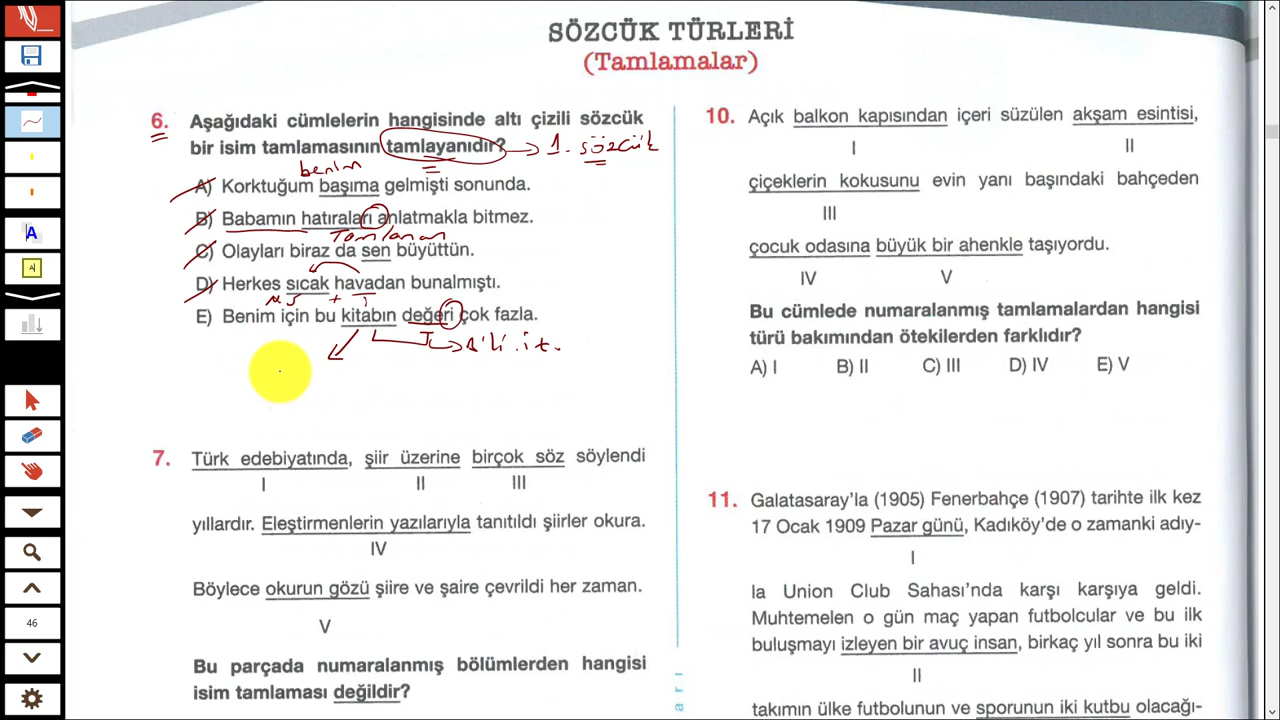 SÖZCÜK TÜRLERİ
(Tamlamalar)
6. Aşağıdaki cümlelerin hangisinde altı çizili sözcük
bir isim tamlamasının tamlayanıdır? → 1. sözcük
benim
A) Korktuğum başıma gelmişti sonunda.
B) Babamın hatıraları anlatmakla bitmez.
Tamlanan
C) Olayları biraz da sen büyüttün.
D) Herkes sıcak havadan bunalmıştı.
+ İ
E) Benim için bu kitabın değeri çok fazla.
7. Türk edebiyatında, şiir üzerine birçok söz söylendi
I II III
yıllardır. Eleştirmenlerin yazılarıyla tanıtıldı şiirler okura.
IV
Böylece okurun gözü şiire ve şaire çevrildi her zaman.
V
Bu parçada numaralanmış bölümlerden hangisi
isim tamlaması değildir?
10. Açık balkon kapısından içeri süzülen akşam esintisi,
I II
çiçeklerin kokusunu evin yanı başındaki bahçeden
III
çocuk odasına büyük bir ahenkle taşıyordu.
IV V
Bu cümlede numaralanmış tamlamalardan hangisi
türü bakımından ötekilerden farklıdır?
A) I B) II C) III D) IV E) V
11. Galatasaray'la (1905) Fenerbahçe (1907) tarihte ilk kez
17 Ocak 1909 Pazar günü, Kadıköy'de o zamanki adıy-
I
la Union Club Sahası'nda karşı karşıya geldi.
Muhtemelen o gün maç yapan futbolcular ve bu ilk
buluşmayı izleyen bir avuç insan, birkaç yıl sonra bu iki
II
takımın ülke futbolunun ve sporunun iki kutbu olacağı-
A
A
46